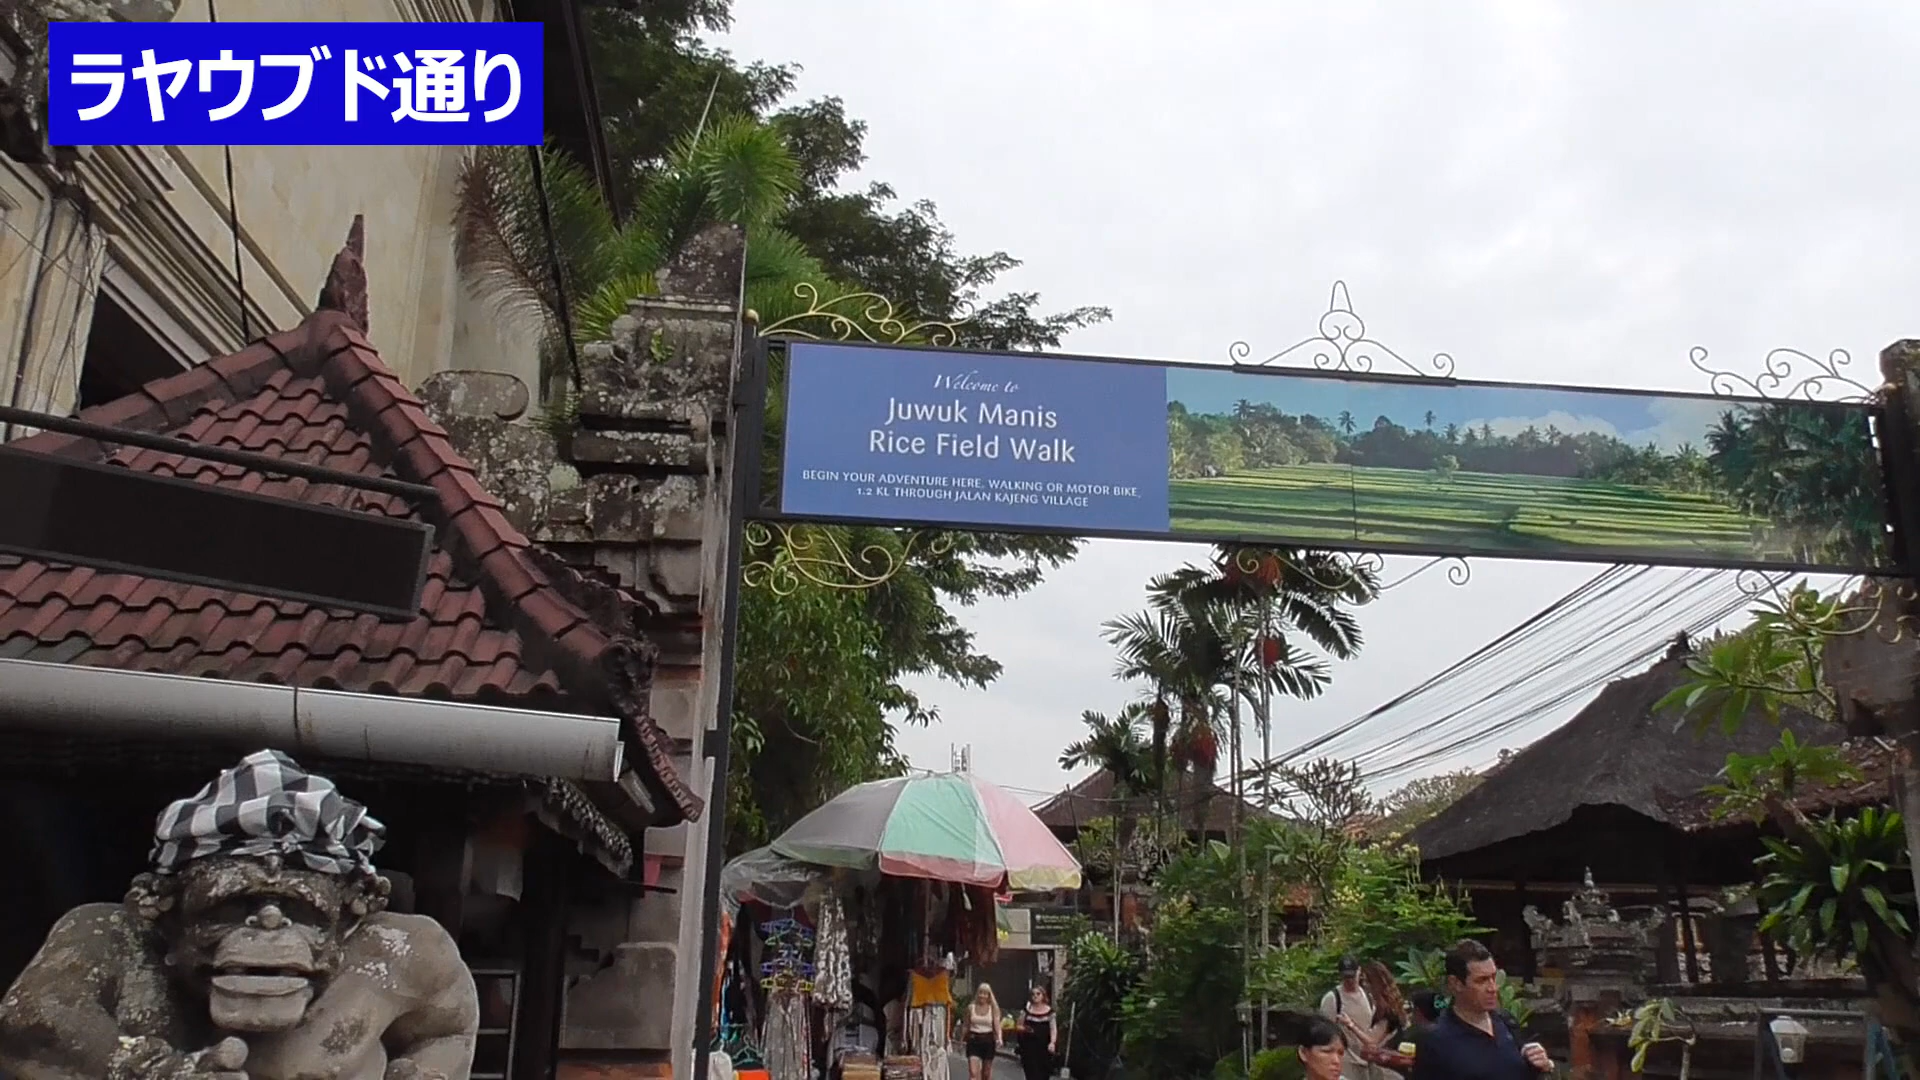 ラヤウブド通り
Welcome to
Juwuk Manis
Rice Field Walk
BEGIN YOUR ADVENTURE HERE, WALKING OR MOTOR BIKE,
1.2 KL THROUGH JALAN KAJENG VILLAGE